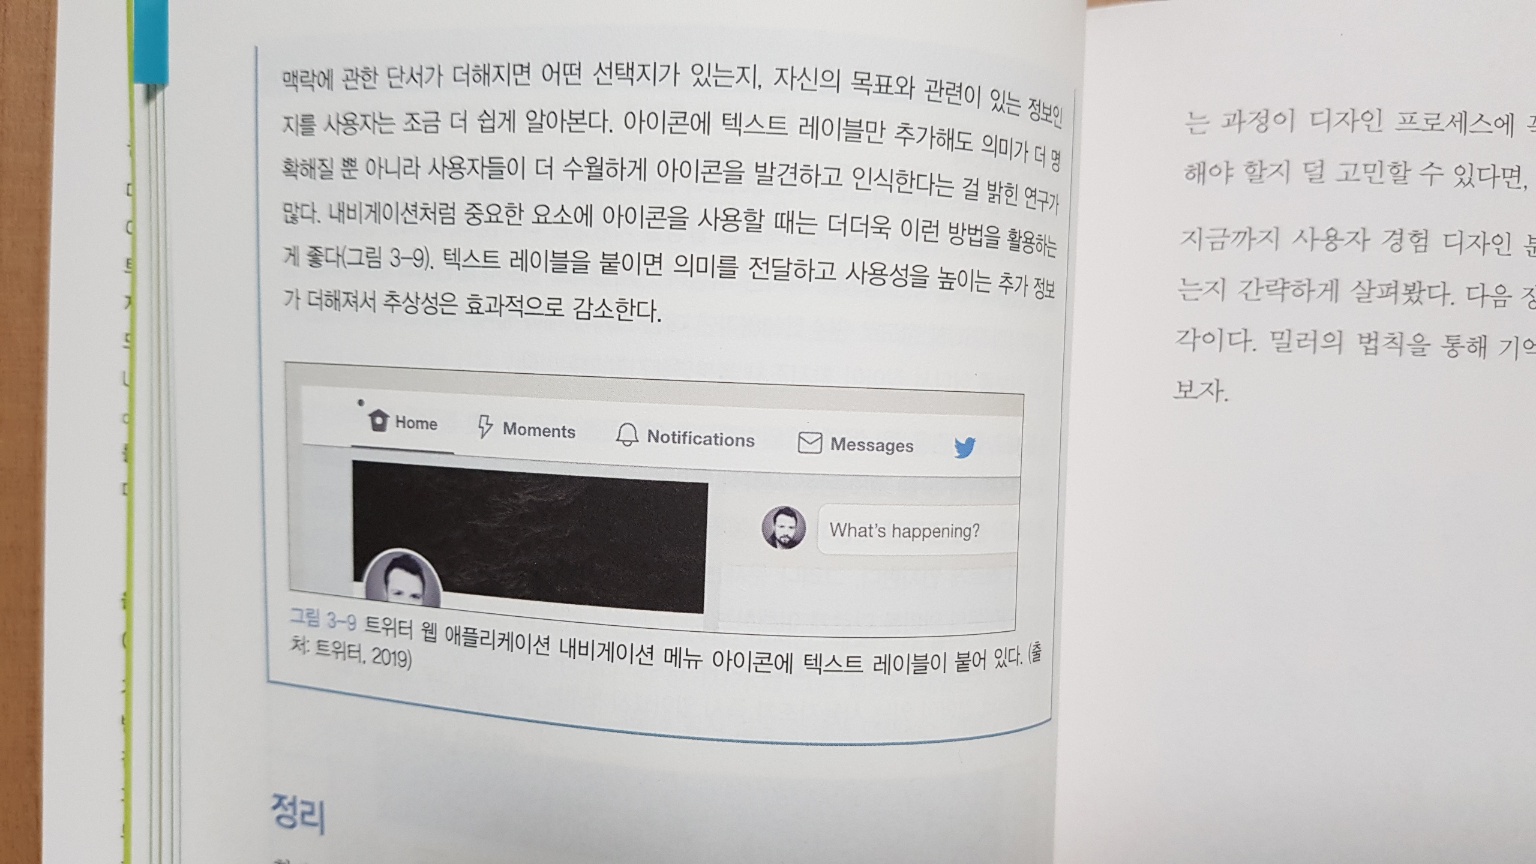 맥락에 관한 단서가 더해지면 어떤 선택지가 있는지, 자신의 목표와 관련이 있는 정보인
지를 사용자는 조금 더 쉽게 알아본다. 아이콘에 텍스트 레이블만 추가해도 의미가 더 명
확해질 뿐 아니라 사용자들이 더 수월하게 아이콘을 발견하고 인식한다는 걸 밝힌 연구가
많다. 내비게이션처럼 중요한 요소에 아이콘을 사용할 때는 더더욱 이런 방법을 활용하는
게 좋다(그림 3-9). 텍스트 레이블을 붙이면 의미를 전달하고 사용성을 높이는 추가 정보
가 더해져서 추상성은 효과적으로 감소한다.
Home Moments Notifications Messages
What's happening?
그림 3-9 트위터 웹 애플리케이션 내비게이션 메뉴 아이콘에 텍스트 레이블이 붙어 있다. (출
처: 트위터, 2019)
정리
는 과정이 디자인 프로세스에
해야 할지 덜 고민할 수 있다면,
지금까지 사용자 경험 디자인
는지 간략하게 살펴봤다. 다음
각이다. 밀러의 법칙을 통해
보자.